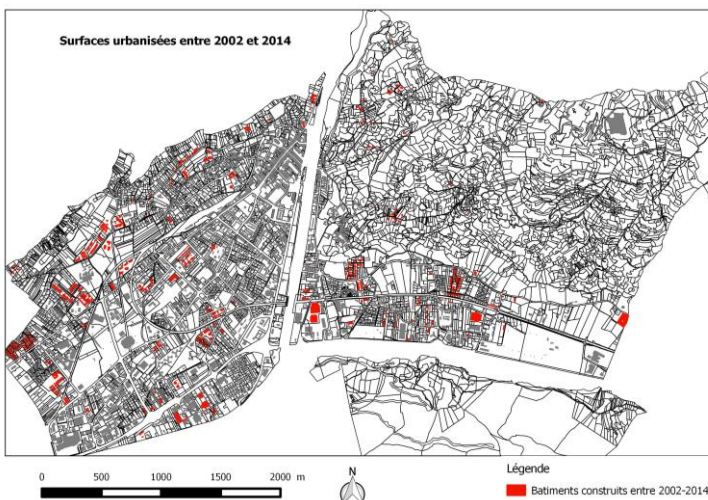 Surfaces urbanisées entre 2002 et 2014
0 500 1000 1500 2000 m
N
Légende
Batiments construits entre 2002-2014